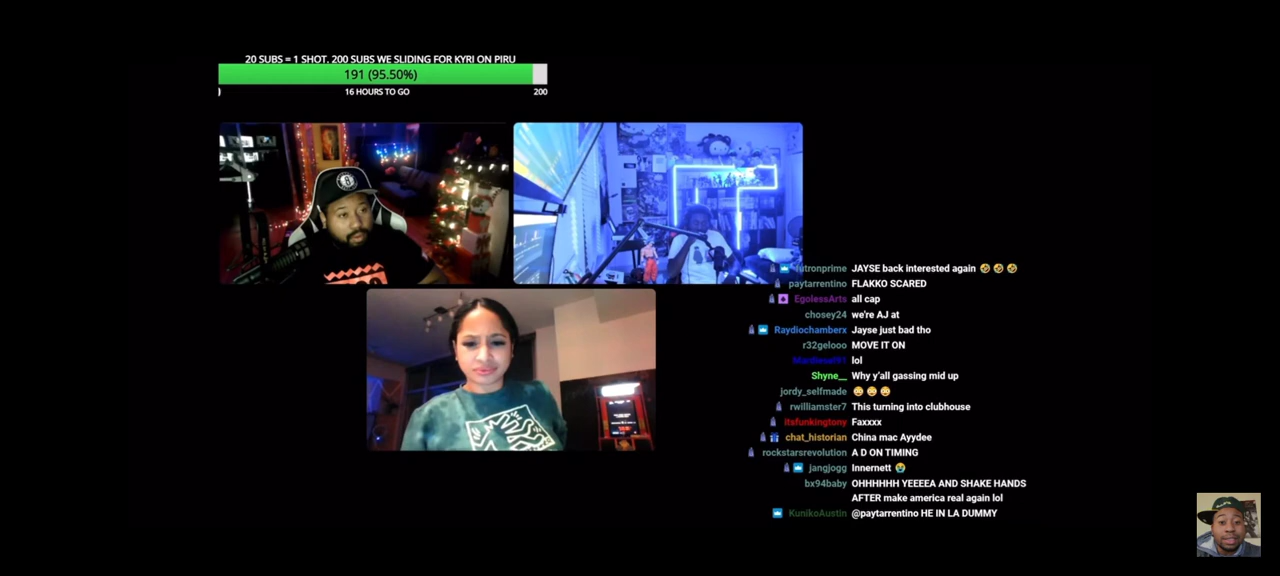 20 SUBS = 1 SHOT. 200 SUBS WE SLIDING FOR KYRI ON PIRU
191 (95.50%)
16 HOURS TO GO
200
futronprime JAYSE back interested again 🤣 🤣 🤣
paytarrentino FLAKKO SCARED
EgolessArts all cap
chosey24 we're AJ at
Raydiochamberx Jayse just bad tho
r32gelooo MOVE IT ON
lol
Shyne__ Why y'all gassing mid up
jordy_selfmade 😳 😳 😳
rwilliamster7 This turning into clubhouse
itsfunkingtony Faxxxx
chat_historian China mac Ayydee
rockstarsrevolution A D ON TIMING
jangjogg Innernett 😭
bx94baby OHHHHHH YEEEEA AND SHAKE HANDS
AFTER make america real again lol
KunikoAustin @paytarrentino HE IN LA DUMMY